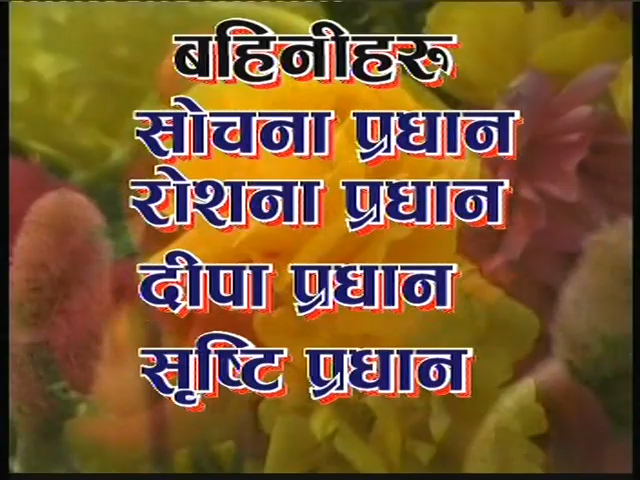 बहिनीहरू
सोचना प्रधान
रोशना प्रधान
दीपा प्रधान
सृष्टि प्रधान